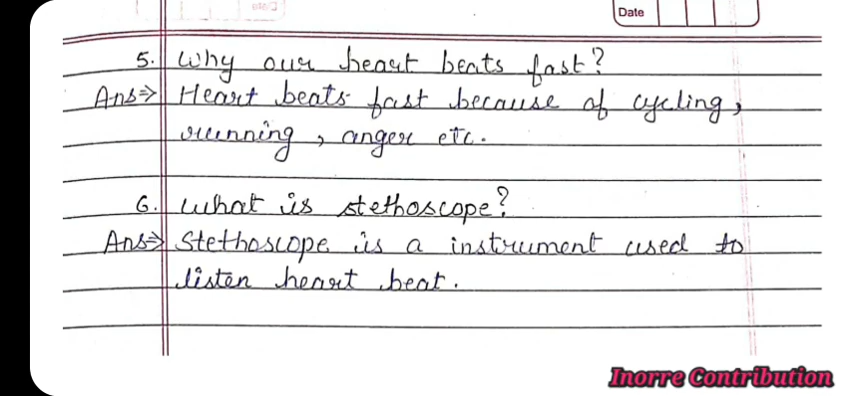 Date
5. Why our heart beats fast?
Ans⇒ Heart beats fast because of cycling,
running, anger etc.
6. What is stethoscope?
Ans⇒ Stethoscope is a instrument used to
listen heart beat.
Inorre Contribution